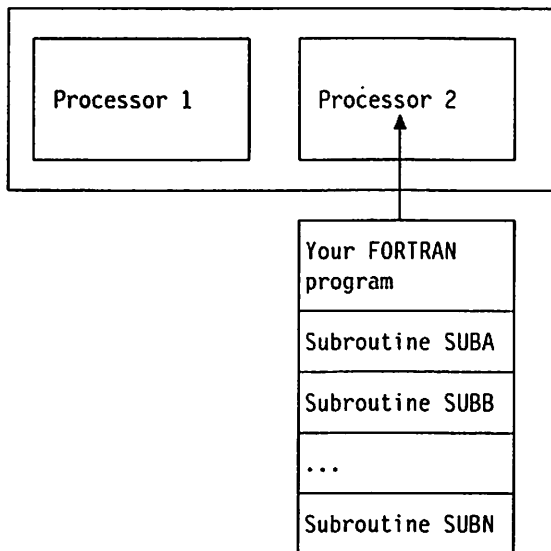 Processor 1
Processor 2
Your FORTRAN
program
Subroutine SUBA
Subroutine SUBB
...
Subroutine SUBN